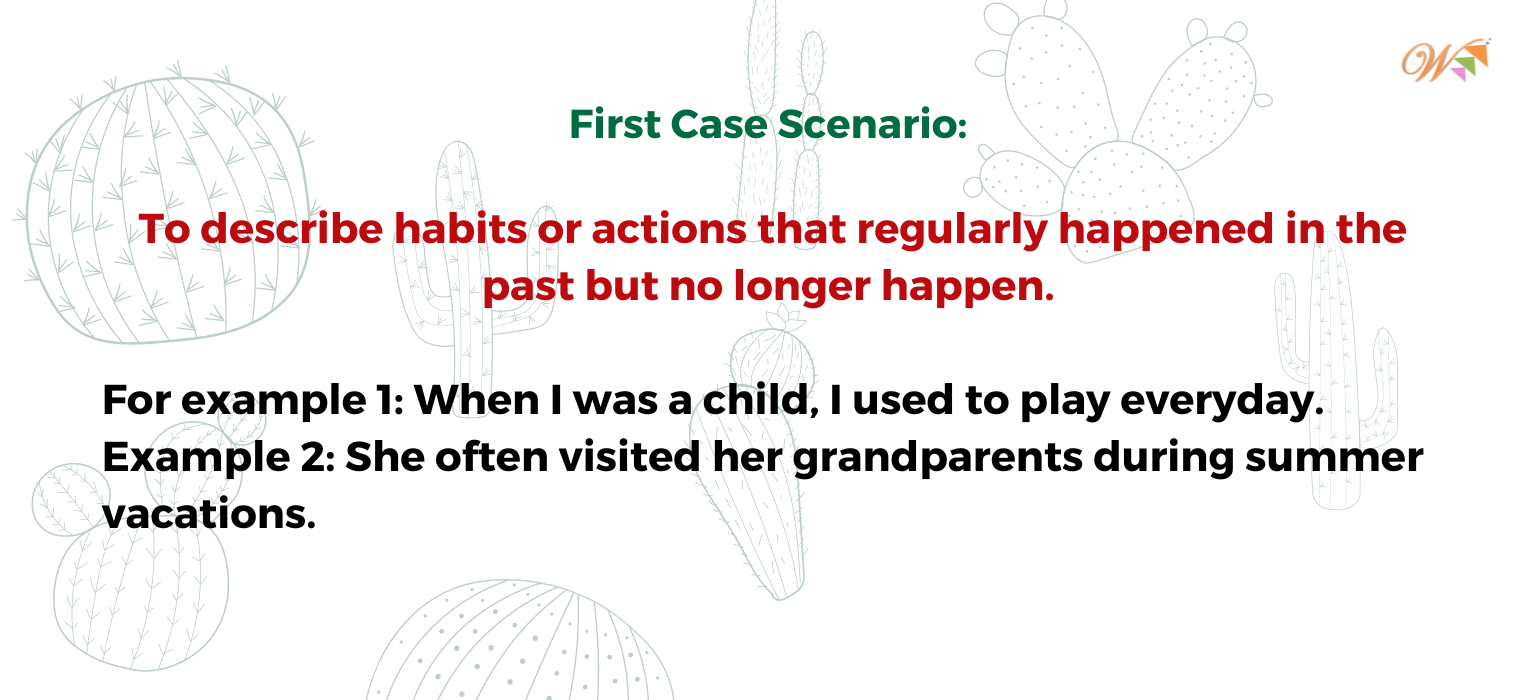 W
First Case Scenario:
To describe habits or actions that regularly happened in the
past but no longer happen.
For example 1: When I was a child, I used to play everyday.
Example 2: She often visited her grandparents during summer
vacations.